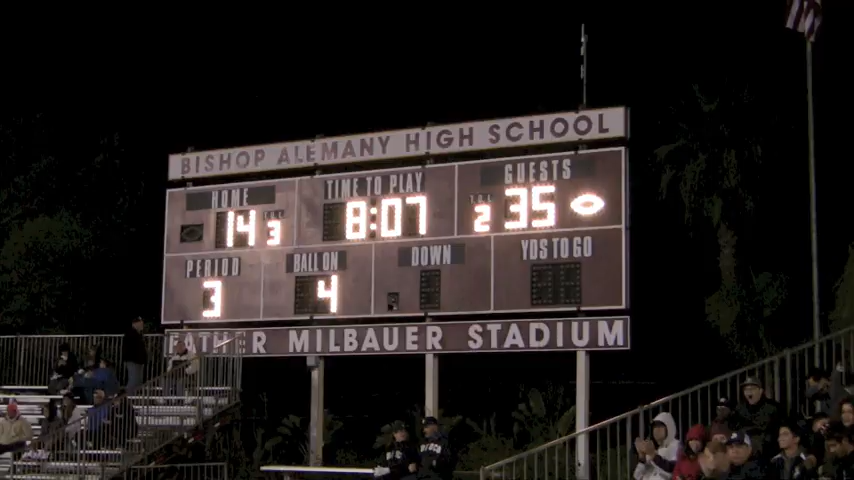 BISHOP ALEMANY HIGH SCHOOL
HOME TIME TO PLAY GUESTS
14 T.O.L 3 8:07 T.O.L 2 35
PERIOD BALL ON DOWN YDS TO GO
3 4
FATHER MILBAUER STADIUM